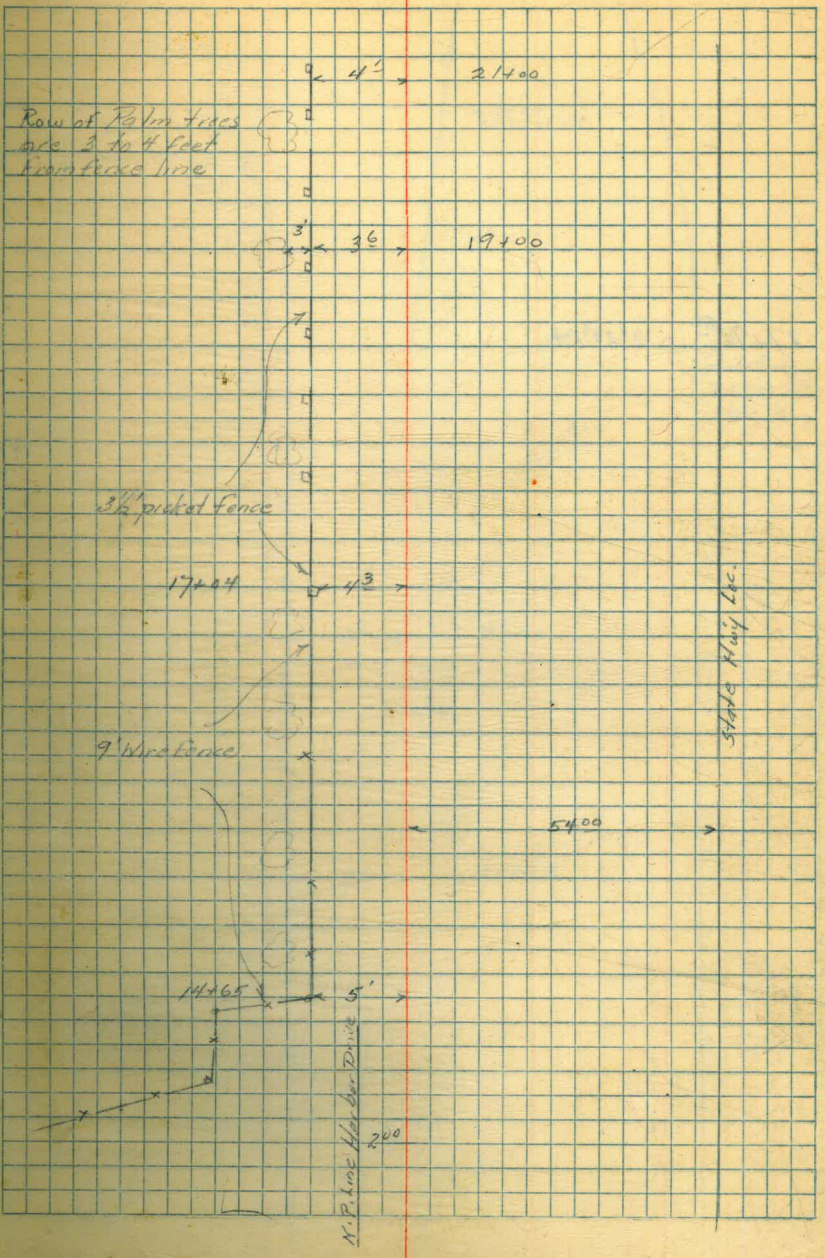 4' 21+00
Row of Palm trees
are 3 to 4 feet
from fence line
3' 3 6 19+00
3½' picket fence
17+04 4 3
State Hwy Loc.
9' Wire fence
54 00
14+65 5'
N.P. Line Harbor Drive
2 00